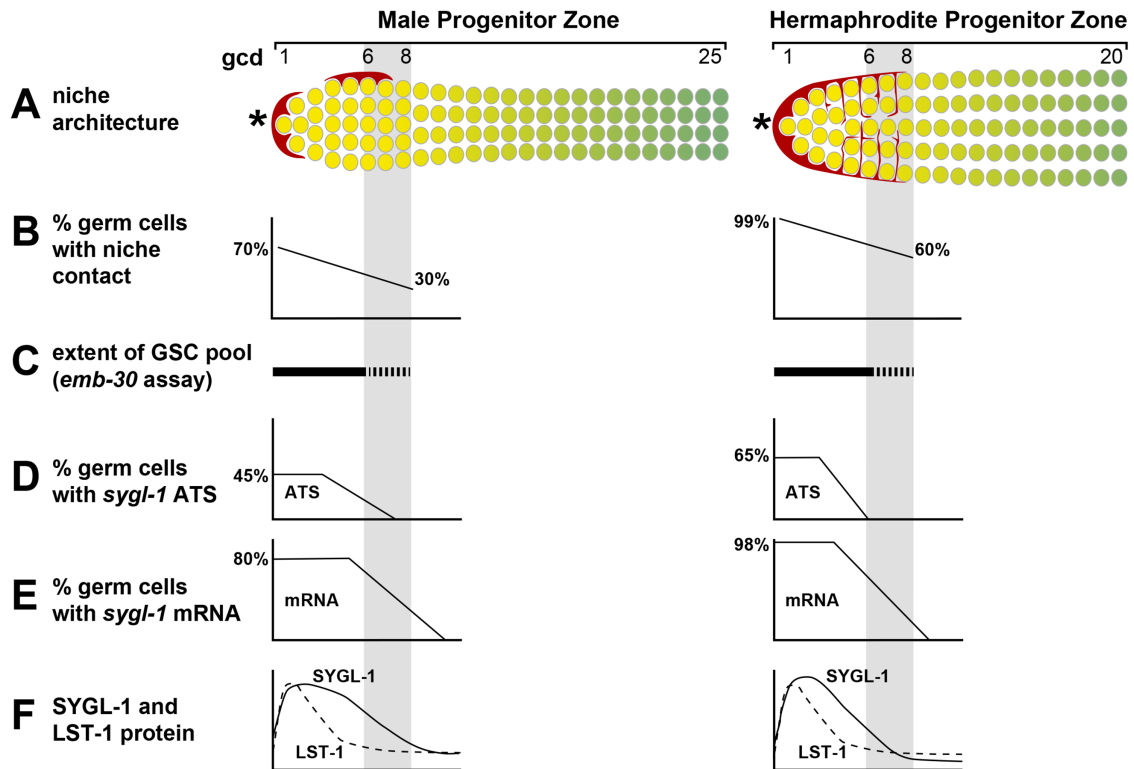 Male Progenitor Zone
Hermaphrodite Progenitor Zone
gcd 1 6 8 25
1 6 8 20
A niche
architecture
*
*
B % germ cells
with niche
contact
70%
30%
99%
60%
C extent of GSC pool
(emb-30 assay)
D % germ cells
with sygl-1 ATS
45%
ATS
65%
ATS
E % germ cells
with sygl-1 mRNA
80%
mRNA
98%
mRNA
F SYGL-1 and
LST-1 protein
SYGL-1
LST-1
SYGL-1
LST-1